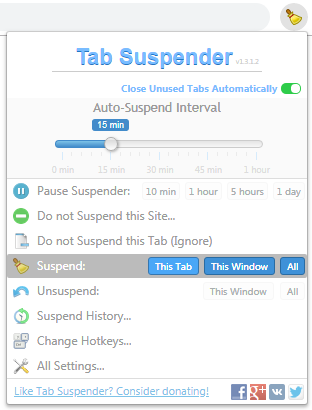 Tab Suspender v1.3.1.2
Close Unused Tabs Automatically
Auto-Suspend Interval
15 min
0 min 15 min 30 min 45 min 1 hour
Pause Suspender: 10 min 1 hour 5 hours 1 day
Do not Suspend this Site...
Do not Suspend this Tab (Ignore)
Suspend: This Tab This Window All
Unsuspend: This Window All
Suspend History...
Change Hotkeys...
All Settings...
Like Tab Suspender? Consider donating!